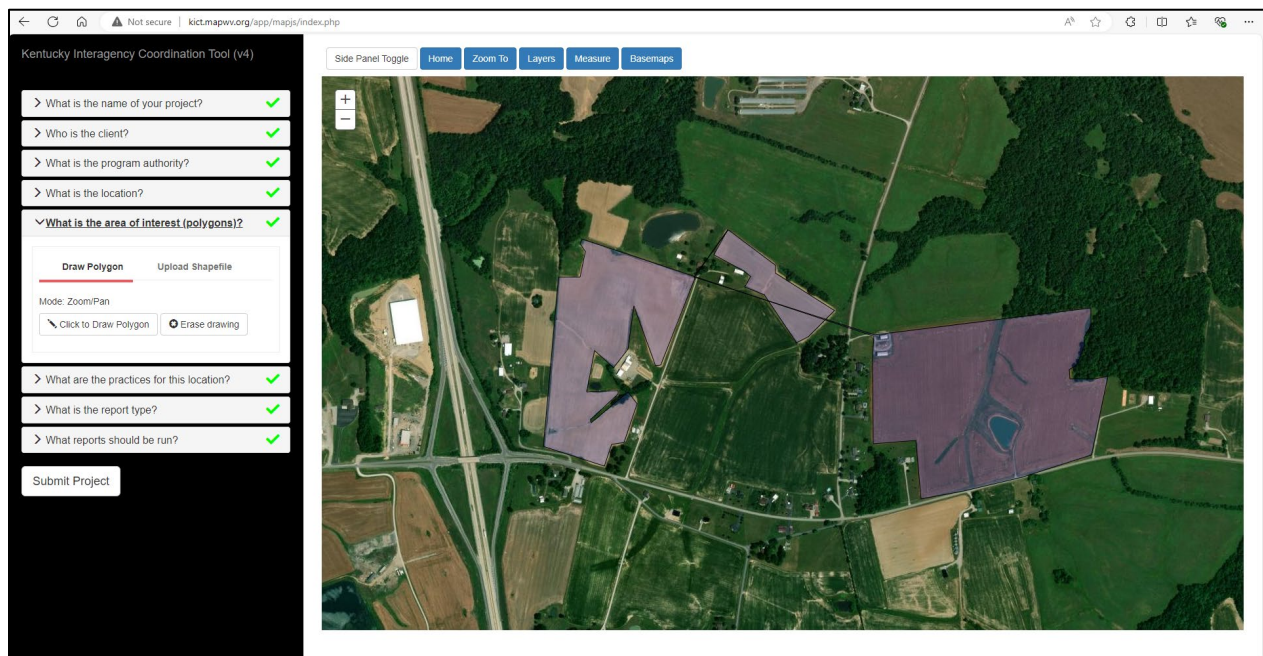 Not secure | kict.mapwv.org/app/mapjs/index.php
Kentucky Interagency Coordination Tool (v4)
What is the name of your project?
Who is the client?
What is the program authority?
What is the location?
What is the area of interest (polygons)?
Draw Polygon Upload Shapefile
Mode: Zoom/Pan
Click to Draw Polygon Erase drawing
What are the practices for this location?
What is the report type?
What reports should be run?
Submit Project
Side Panel Toggle Home Zoom To Layers Measure Basemaps
+
−